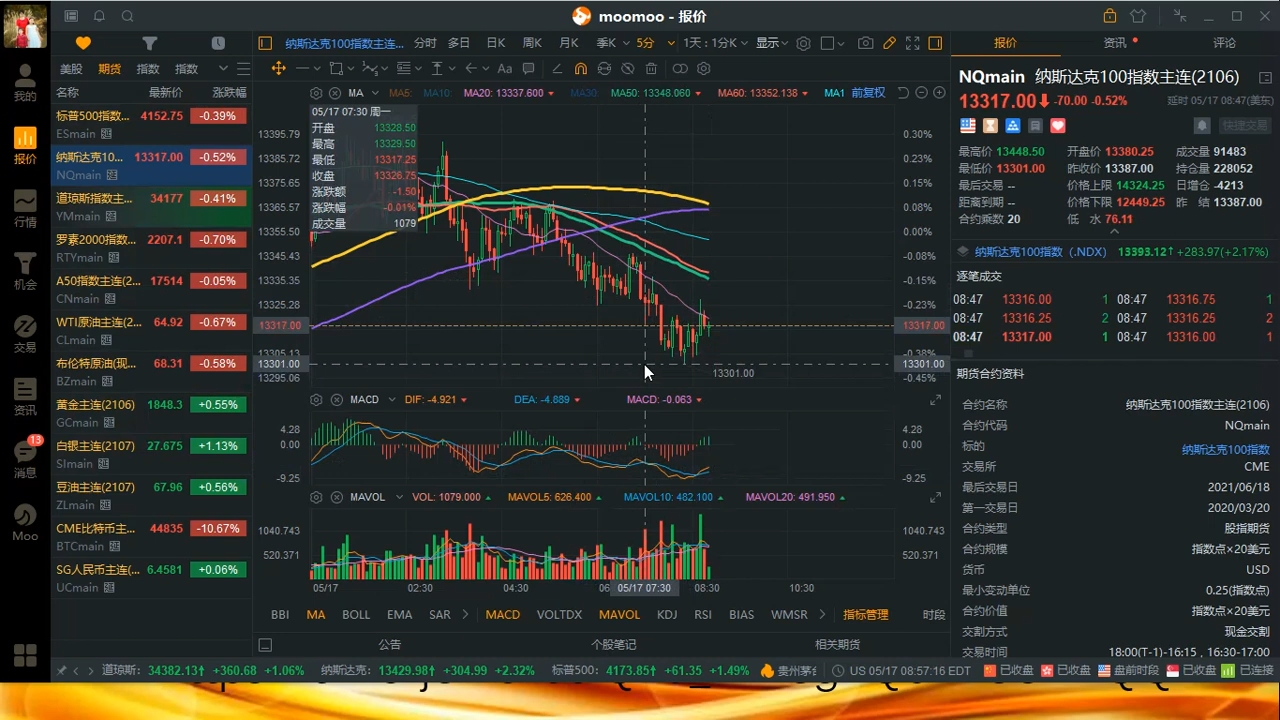 moomoo - 报价
纳斯达克100指数主连... 分时 多日 日K 周K 月K 季K 5分 1天 : 1分K 显示
Aa
我的
报价
行情
机会
交易
资讯
13
消息
Moo
美股 期货 指数 指数
名称 最新价 涨跌幅
标普500指数... 4152.75 -0.39%
ESmain
纳斯达克10... 13317.00 -0.52%
NQmain
道琼斯指数主... 34177 -0.41%
YMmain
罗素2000指数... 2207.1 -0.70%
RTYmain
A50指数主连(2... 17514 -0.05%
CNmain
WTI原油主连(2... 64.92 -0.67%
CLmain
布伦特原油(现... 68.31 -0.58%
BZmain
黄金主连(2106) 1848.3 +0.55%
GCmain
白银主连(2107) 27.675 +1.13%
SImain
豆油主连(2107) 67.96 +0.56%
ZLmain
CME比特币主... 44835 -10.67%
BTCmain
SG人民币主连(... 6.4581 +0.06%
UCmain
MA MA5: MA10: MA20: 13337.600 MA30 MA50: 13348.060 MA60: 13352.138 MA1 前复权
05/17 07:30 周一
开盘 13328.50
最高 13329.50
最低 13317.25
收盘 13326.75
涨跌额 -1.50
涨跌幅 -0.01%
成交量 1079
13395.79 0.30%
13385.72 0.23%
13375.65 0.15%
13365.57 0.08%
13355.50 0.00%
13345.43 -0.08%
13335.35 -0.15%
13325.28 -0.23%
13317.00 13317.00
13305.13 -0.38%
13301.00 13301.00
13295.06 -0.45%
13301.00
MACD DIF: -4.921 DEA: -4.889 MACD: -0.063
4.28 4.28
0.00 0.00
-9.25 -9.25
MAVOL VOL: 1079.000 MAVOL5: 626.400 MAVOL10: 482.100 MAVOL20: 491.950
1040.743 1040.743
520.371 520.371
05/17 02:30 04:30 05/17 07:30 08:30 10:30
BBI MA BOLL EMA SAR MACD VOLTDX MAVOL KDJ RSI BIAS WMSR 指标管理 时段
公告 个股笔记 相关期货
报价 资讯 评论
NQmain 纳斯达克100指数主连(2106)
13317.00 -70.00 -0.52% 延时 05/17 08:47(美东)
快捷交易
最高价 13448.50 开盘价 13380.25 成交量 91483
最低价 13301.00 昨收价 13387.00 持仓量 228052
最后交易 -- 价格上限 14324.25 日增仓 -4213
距离到期 -- 价格下限 12449.25 昨 结 13387.00
合约乘数 20 低 水 76.11
纳斯达克100指数 (.NDX) 13393.12 +283.97(+2.17%)
逐笔成交
08:47 13316.00 1 08:47 13316.75 1
08:47 13316.25 2 08:47 13316.25 2
08:47 13317.00 1 08:47 13316.00 1
期货合约资料
合约名称 纳斯达克100指数主连(2106)
合约代码 NQmain
标的 纳斯达克100指数
交易所 CME
最后交易日 2021/06/18
第一交易日 2020/03/20
合约类型 股指期货
合约规模 指数点×20美元
货币 USD
最小变动单位 0.25(指数点)
合约价值 指数点×20美元
交割方式 现金交割
交易时间 18:00(T-1)-16:15 , 16:30-17:00
道琼斯: 34382.13 +360.68 +1.06% 纳斯达克: 13429.98 +304.99 +2.32% 标普500: 4173.85 +61.35 +1.49% 贵州茅 US 05/17 08:57:16 EDT 已收盘 已收盘 盘前时段 已收盘 已连接